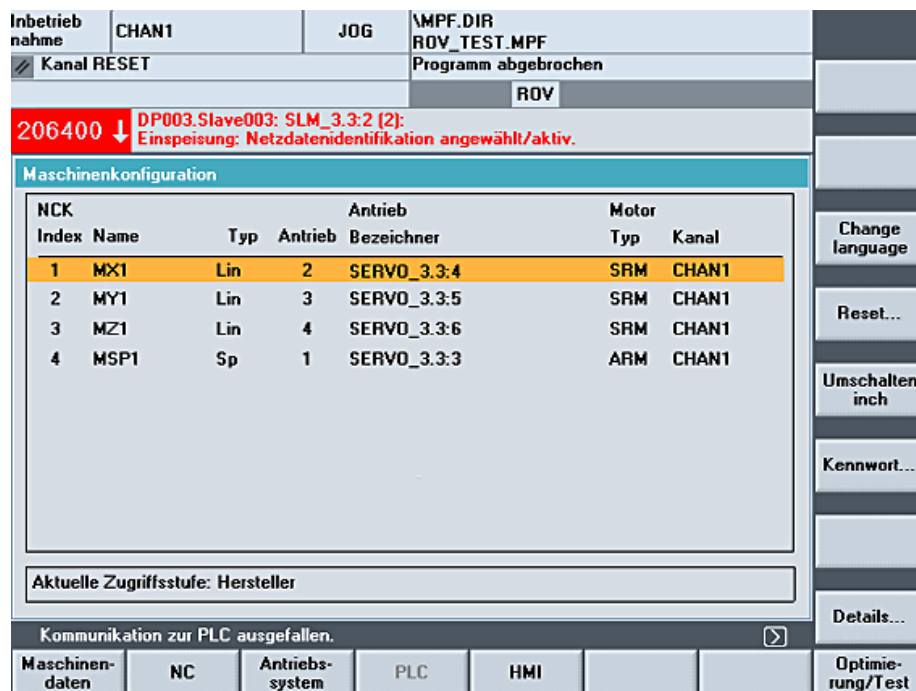 Inbetrieb
nahme
CHAN1
JOG
\MPF.DIR
ROV_TEST.MPF
Kanal RESET
Programm abgebrochen
ROV
206400 ↓
DP003.Slave003: SLM_3.3:2 (2):
Einspeisung: Netzdatenidentifikation angewählt/aktiv.
Maschinenkonfiguration
NCK Antrieb Motor
Index Name Typ Antrieb Bezeichner Typ Kanal
1 MX1 Lin 2 SERVO_3.3:4 SRM CHAN1
2 MY1 Lin 3 SERVO_3.3:5 SRM CHAN1
3 MZ1 Lin 4 SERVO_3.3:6 SRM CHAN1
4 MSP1 Sp 1 SERVO_3.3:3 ARM CHAN1
Aktuelle Zugriffsstufe: Hersteller
Kommunikation zur PLC ausgefallen.
Change
language
Reset...
Umschalten
inch
Kennwort...
Details...
Maschinen-
daten
NC
Antriebs-
system
PLC
HMI
Optimie-
rung/Test